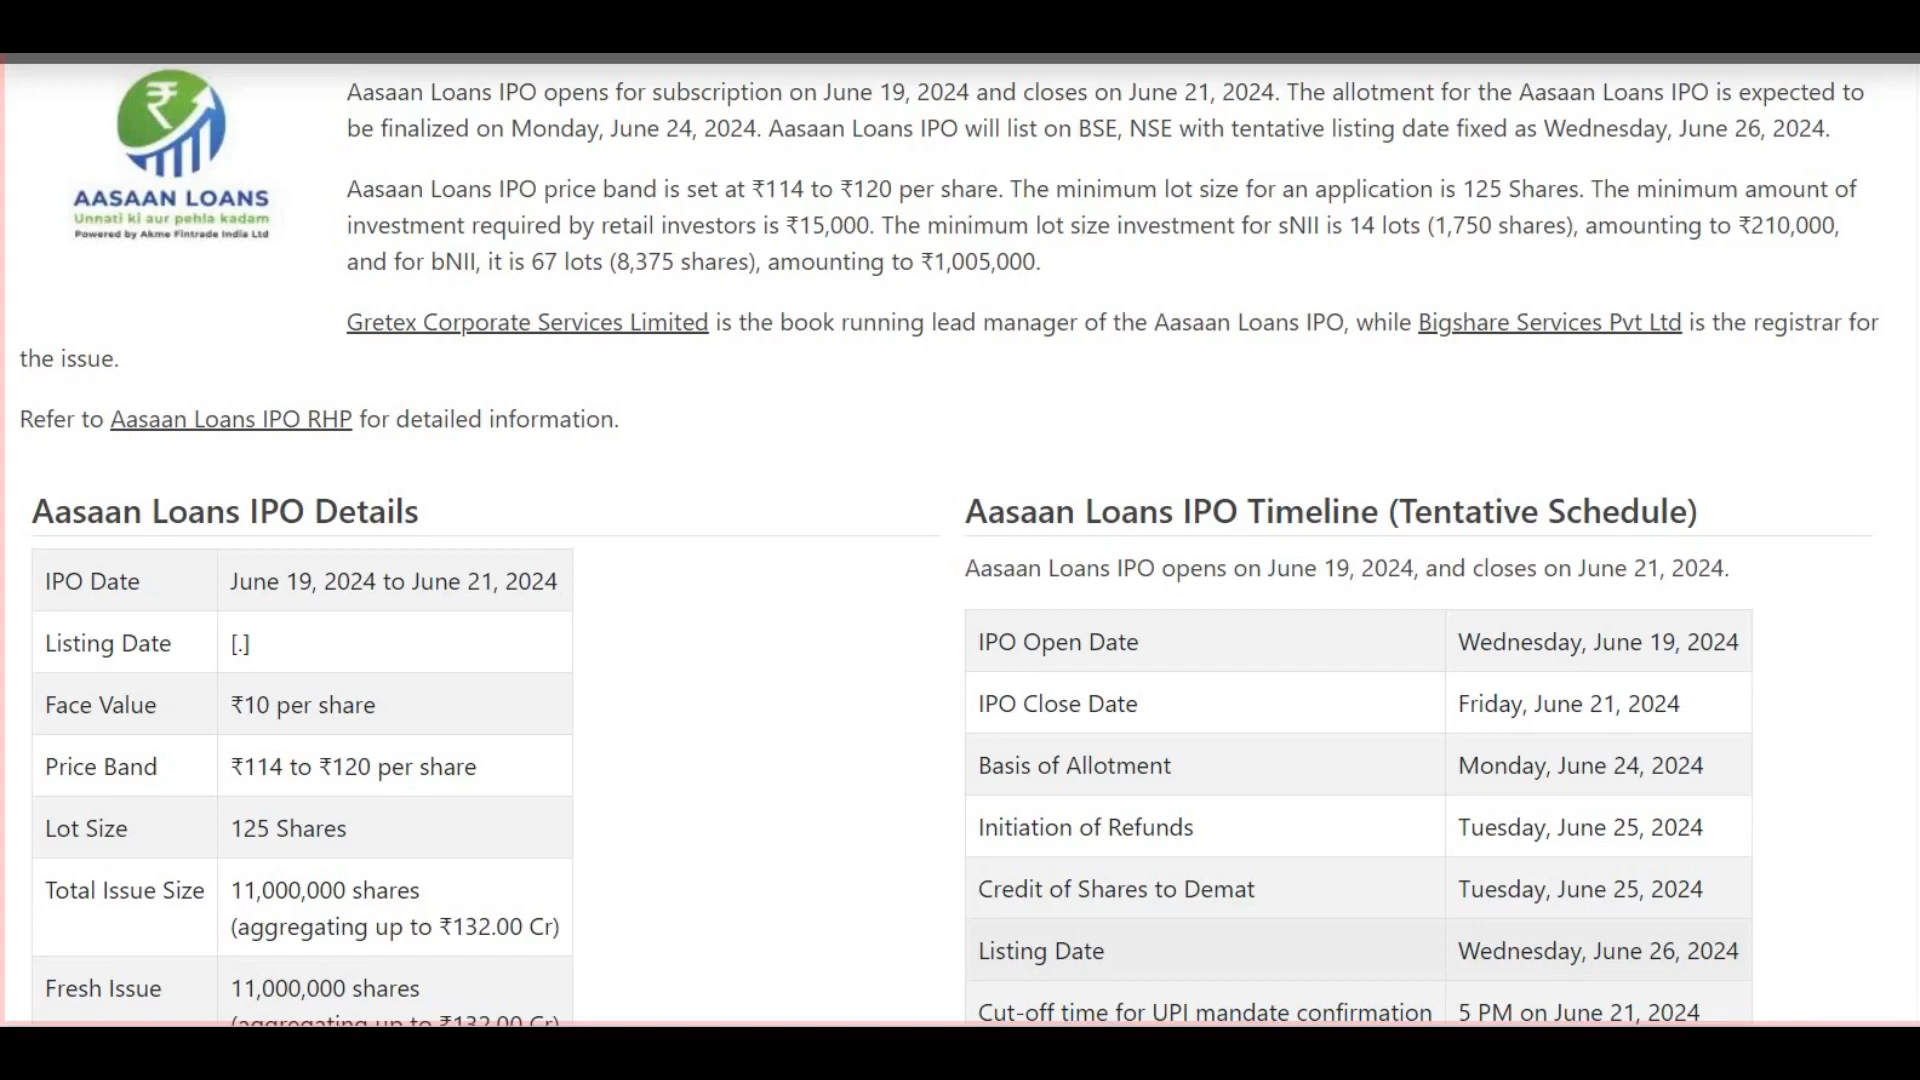 ₹
AASAAN LOANS
Unnati ki aur pehla kadam
Powered by Akme Fintrade India Ltd
Aasaan Loans IPO opens for subscription on June 19, 2024 and closes on June 21, 2024. The allotment for the Aasaan Loans IPO is expected to
be finalized on Monday, June 24, 2024. Aasaan Loans IPO will list on BSE, NSE with tentative listing date fixed as Wednesday, June 26, 2024.
Aasaan Loans IPO price band is set at ₹114 to ₹120 per share. The minimum lot size for an application is 125 Shares. The minimum amount of
investment required by retail investors is ₹15,000. The minimum lot size investment for sNII is 14 lots (1,750 shares), amounting to ₹210,000,
and for bNII, it is 67 lots (8,375 shares), amounting to ₹1,005,000.
Gretex Corporate Services Limited is the book running lead manager of the Aasaan Loans IPO, while Bigshare Services Pvt Ltd is the registrar for
the issue.
Refer to Aasaan Loans IPO RHP for detailed information.
Aasaan Loans IPO Details
IPO Date June 19, 2024 to June 21, 2024
Listing Date [.]
Face Value ₹10 per share
Price Band ₹114 to ₹120 per share
Lot Size 125 Shares
Total Issue Size 11,000,000 shares
(aggregating up to ₹132.00 Cr)
Fresh Issue 11,000,000 shares
(aggregating up to ₹132.00 Cr)
Aasaan Loans IPO Timeline (Tentative Schedule)
Aasaan Loans IPO opens on June 19, 2024, and closes on June 21, 2024.
IPO Open Date Wednesday, June 19, 2024
IPO Close Date Friday, June 21, 2024
Basis of Allotment Monday, June 24, 2024
Initiation of Refunds Tuesday, June 25, 2024
Credit of Shares to Demat Tuesday, June 25, 2024
Listing Date Wednesday, June 26, 2024
Cut-off time for UPI mandate confirmation 5 PM on June 21, 2024